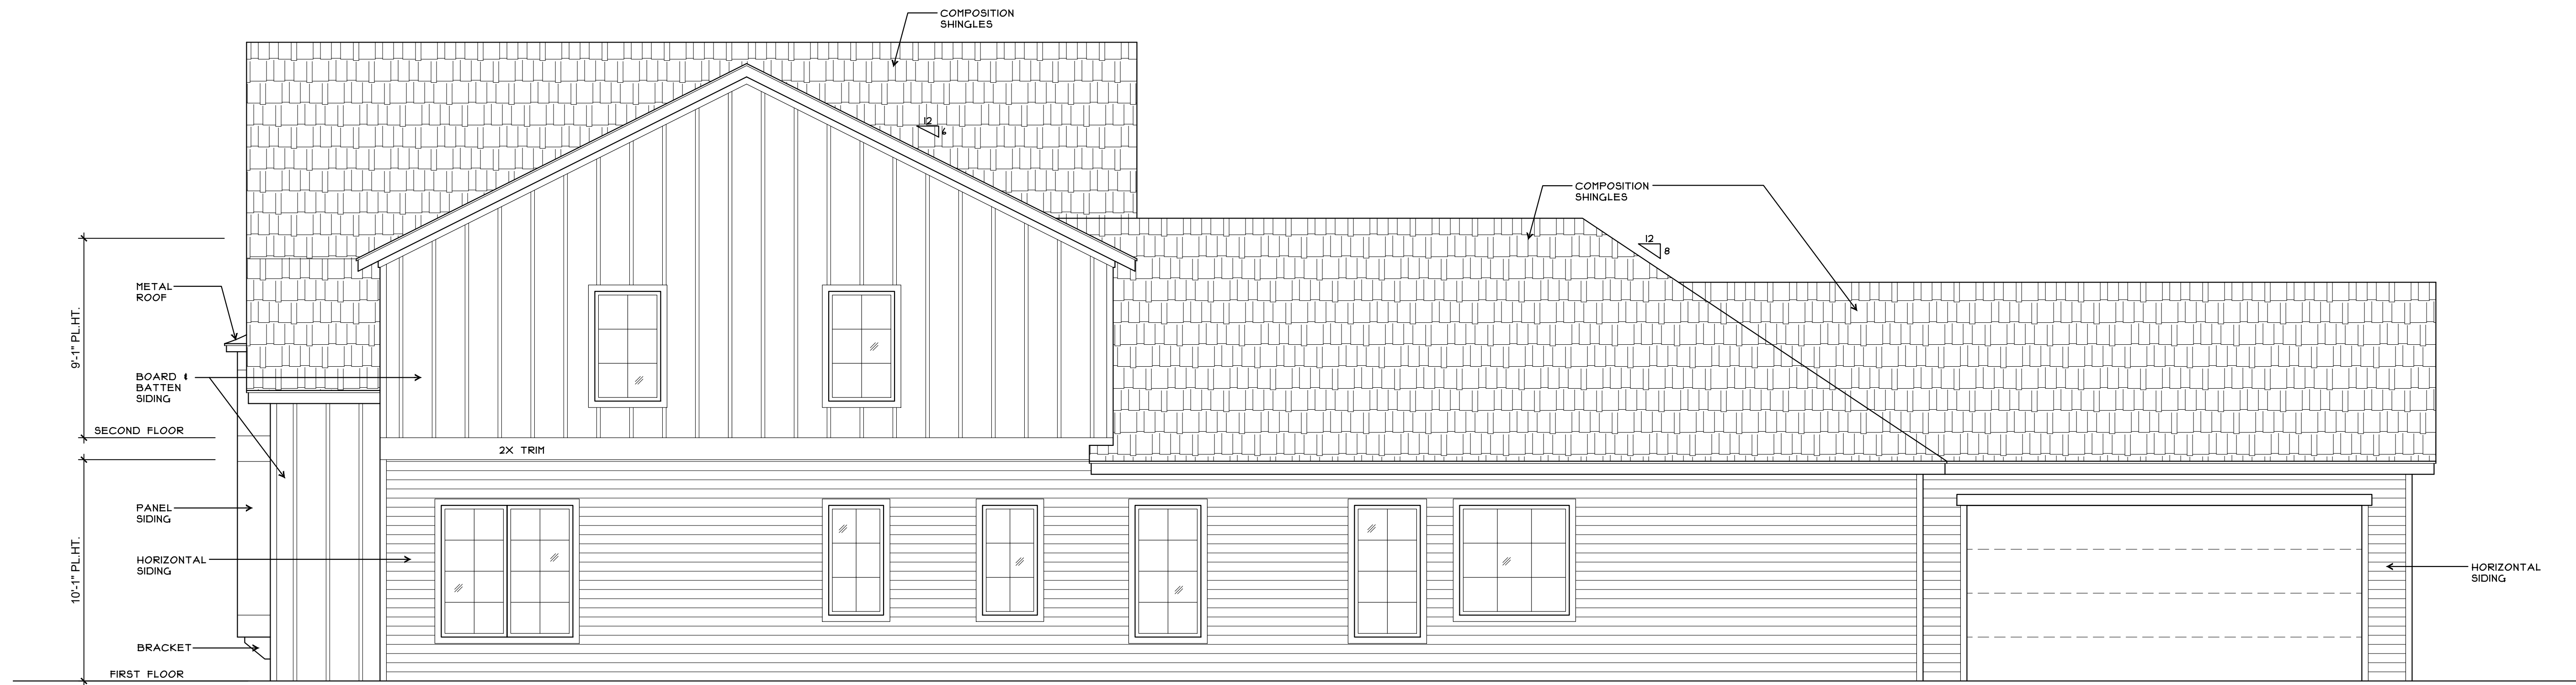 COMPOSITION
SHINGLES
12
6
COMPOSITION
SHINGLES
12
8
METAL
ROOF
9'-1" PL.HT.
BOARD &
BATTEN
SIDING
SECOND FLOOR
2X TRIM
PANEL
SIDING
10'-1" PL.HT.
HORIZONTAL
SIDING
HORIZONTAL
SIDING
BRACKET
FIRST FLOOR